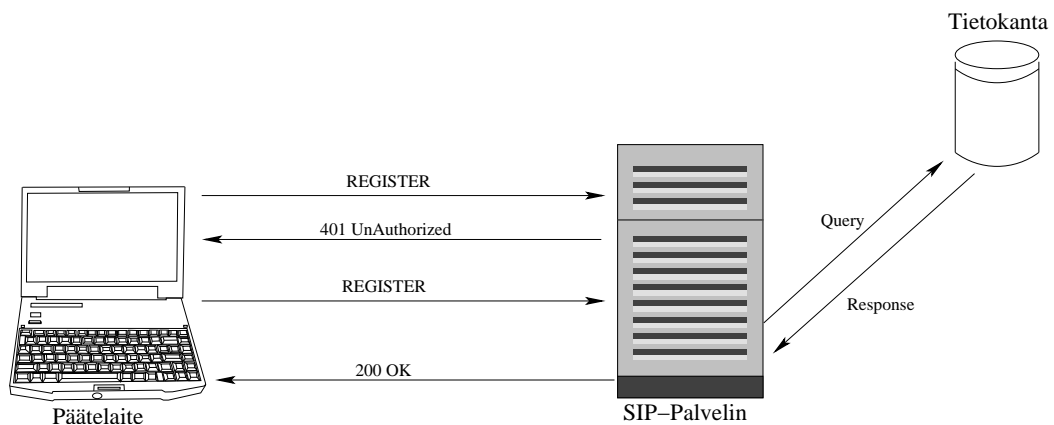 Tietokanta
REGISTER
401 UnAuthorized
Query
REGISTER
Response
200 OK
Päätelaite
SIP–Palvelin